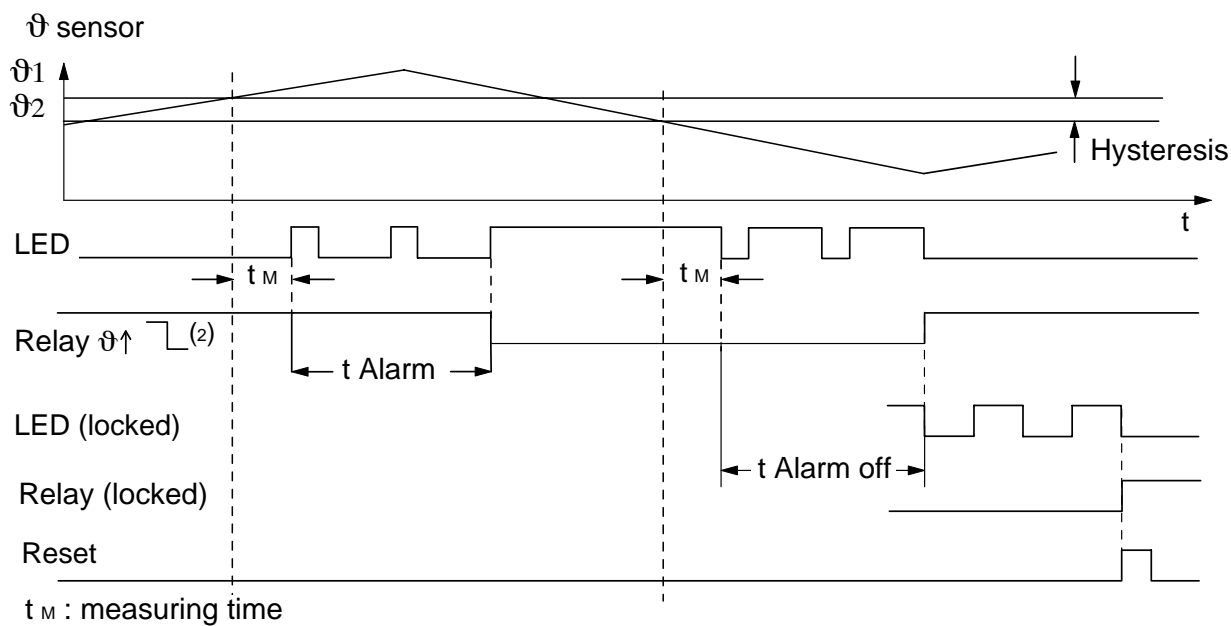 ϑ sensor
ϑ1
ϑ2
Hysteresis
t
LED
t M
t M
Relay ϑ↑ (2)
t Alarm
LED (locked)
t Alarm off
Relay (locked)
Reset
t M : measuring time